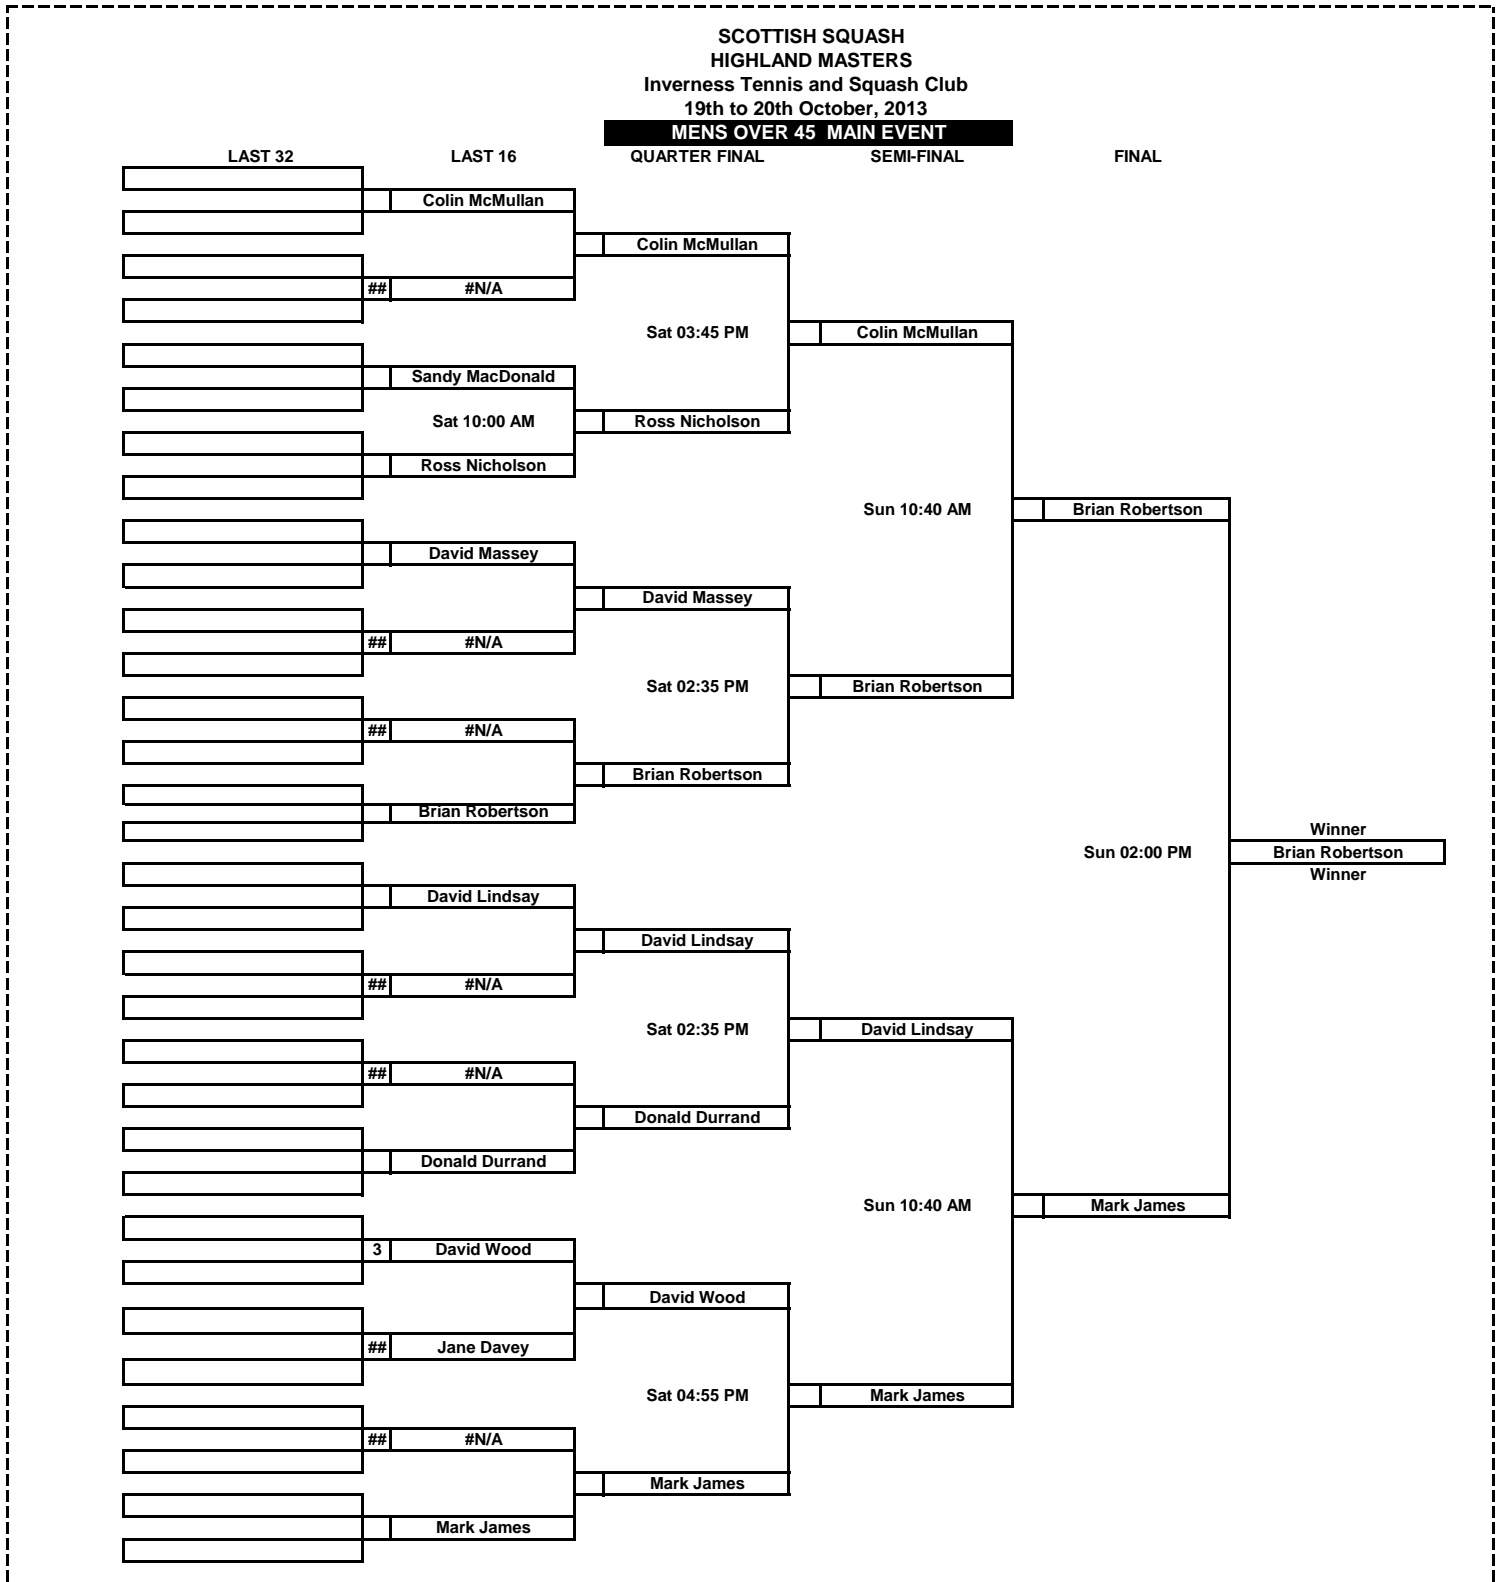 SCOTTISH SQUASH
HIGHLAND MASTERS
Inverness Tennis and Squash Club
19th to 20th October, 2013
MENS OVER 45 MAIN EVENT
LAST 32 LAST 16 QUARTER FINAL SEMI-FINAL FINAL
Colin McMullan
Colin McMullan
## #N/A
Sat 03:45 PM Colin McMullan
Sandy MacDonald
Sat 10:00 AM Ross Nicholson
Ross Nicholson
Sun 10:40 AM Brian Robertson
David Massey
David Massey
## #N/A
Sat 02:35 PM Brian Robertson
## #N/A
Brian Robertson
Brian Robertson
Winner
Sun 02:00 PM Brian Robertson
Winner
David Lindsay
David Lindsay
## #N/A
Sat 02:35 PM David Lindsay
## #N/A
Donald Durrand
Donald Durrand
Sun 10:40 AM Mark James
3 David Wood
David Wood
## Jane Davey
Sat 04:55 PM Mark James
## #N/A
Mark James
Mark James